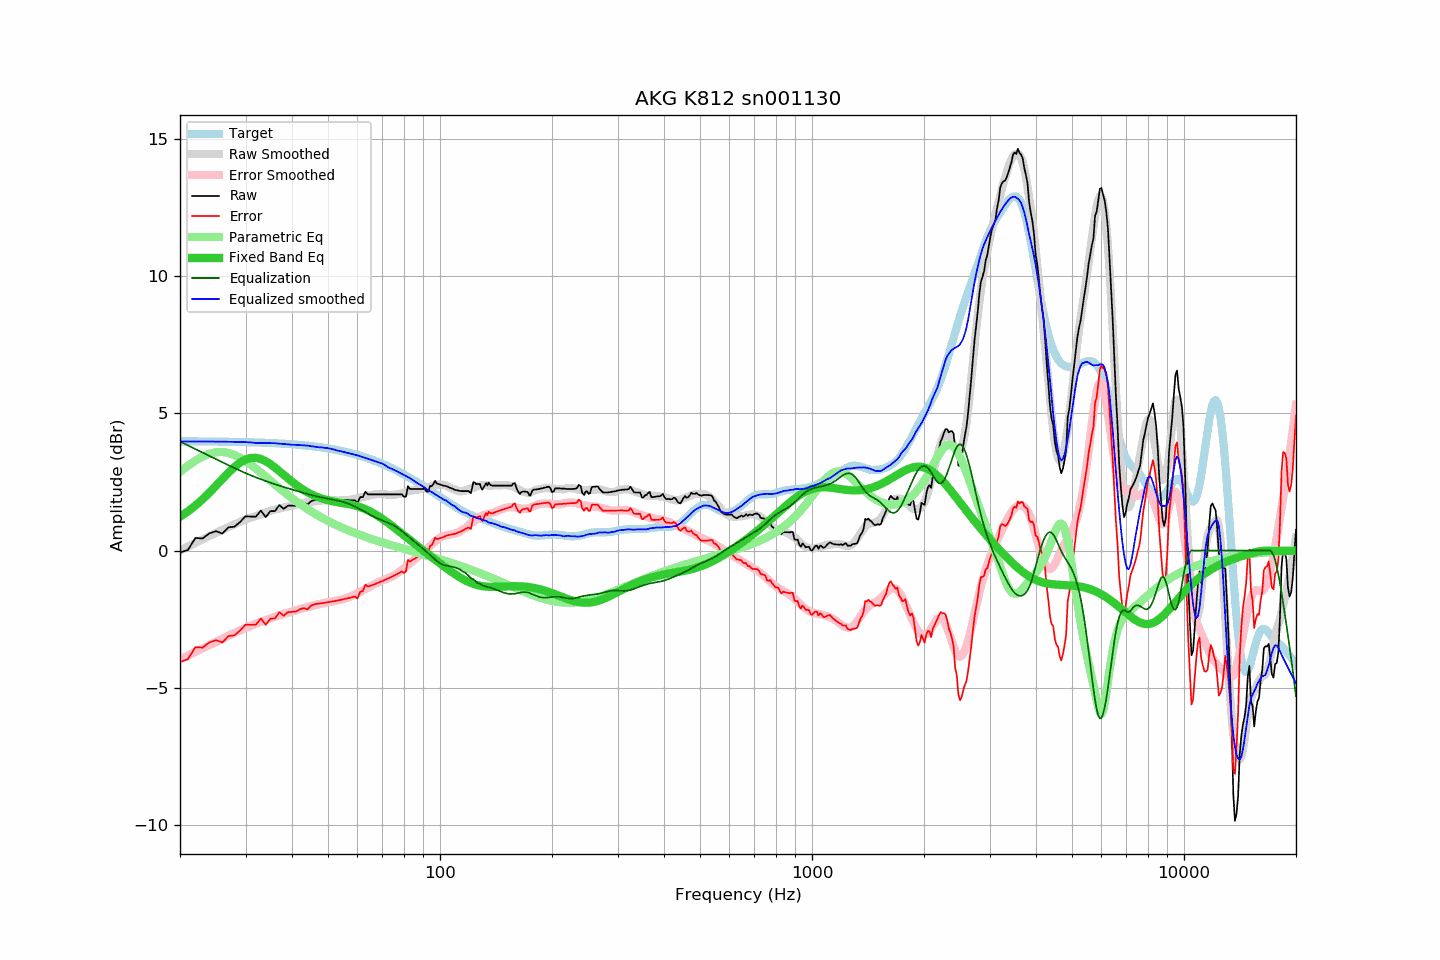 AKG K812 sn001130
Target
Raw Smoothed
Error Smoothed
Raw
Error
Parametric Eq
Fixed Band Eq
Equalization
Equalized smoothed
15
10
5
0
−5
−10
Amplitude (dBr)
100
1000
10000
Frequency (Hz)